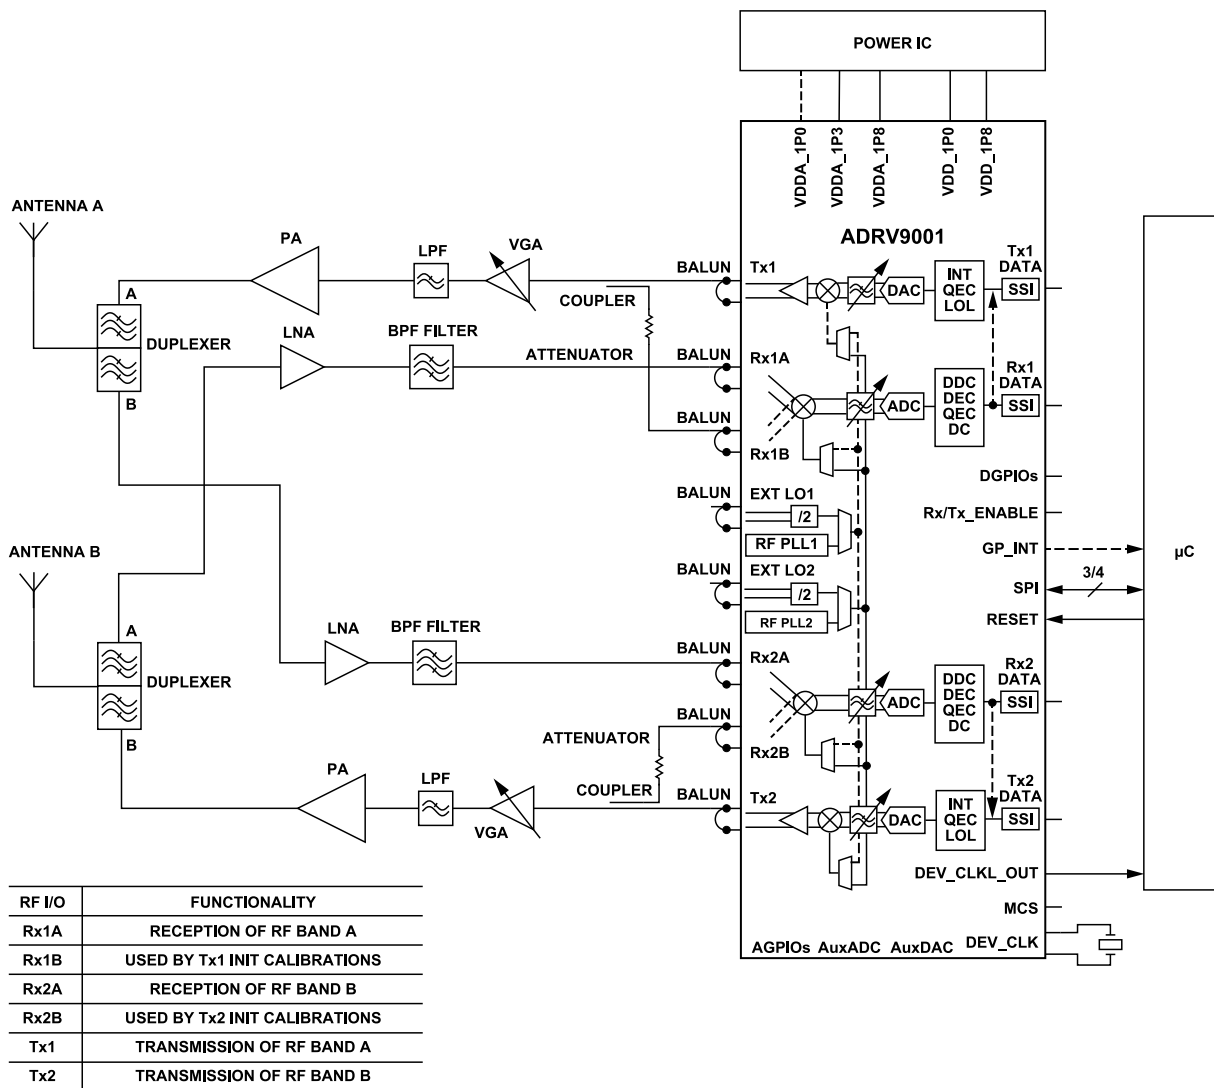 POWER IC
VDDA_1P0
VDDA_1P3
VDDA_1P8
VDD_1P0
VDD_1P8
ADRV9001
ANTENNA A
PA
LPF
VGA
BALUN
Tx1
COUPLER
DAC
INT
QEC
LOL
Tx1
DATA
SSI
A
DUPLEXER
B
LNA
BPF FILTER
ATTENUATOR
BALUN
Rx1A
BALUN
Rx1B
ADC
DDC
DEC
QEC
DC
Rx1
DATA
SSI
DGPIOs
Rx/Tx_ENABLE
GP_INT
SPI
3/4
RESET
µC
BALUN
EXT LO1
/2
RF PLL1
BALUN
EXT LO2
/2
RF PLL2
ANTENNA B
A
DUPLEXER
B
LNA
BPF FILTER
BALUN
Rx2A
BALUN
Rx2B
ADC
DDC
DEC
QEC
DC
Rx2
DATA
SSI
ATTENUATOR
COUPLER
PA
LPF
VGA
BALUN
Tx2
DAC
INT
QEC
LOL
Tx2
DATA
SSI
DEV_CLKL_OUT
MCS
DEV_CLK
AGPIOs AuxADC AuxDAC
RF I/O FUNCTIONALITY
Rx1A RECEPTION OF RF BAND A
Rx1B USED BY Tx1 INIT CALIBRATIONS
Rx2A RECEPTION OF RF BAND B
Rx2B USED BY Tx2 INIT CALIBRATIONS
Tx1 TRANSMISSION OF RF BAND A
Tx2 TRANSMISSION OF RF BAND B